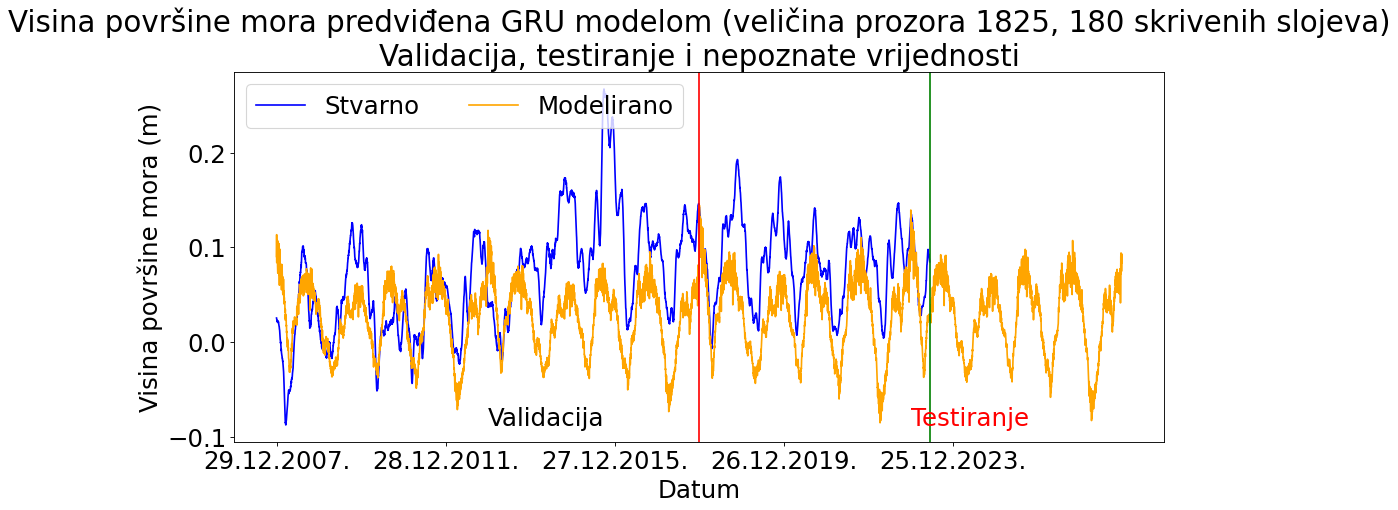 Visina površine mora predviđena GRU modelom (veličina prozora 1825, 180 skrivenih slojeva)
Validacija, testiranje i nepoznate vrijednosti
Stvarno
Modelirano
Visina površine mora (m)
0.2
0.1
0.0
−0.1
Validacija
Testiranje
29.12.2007.
28.12.2011.
27.12.2015.
26.12.2019.
25.12.2023.
Datum